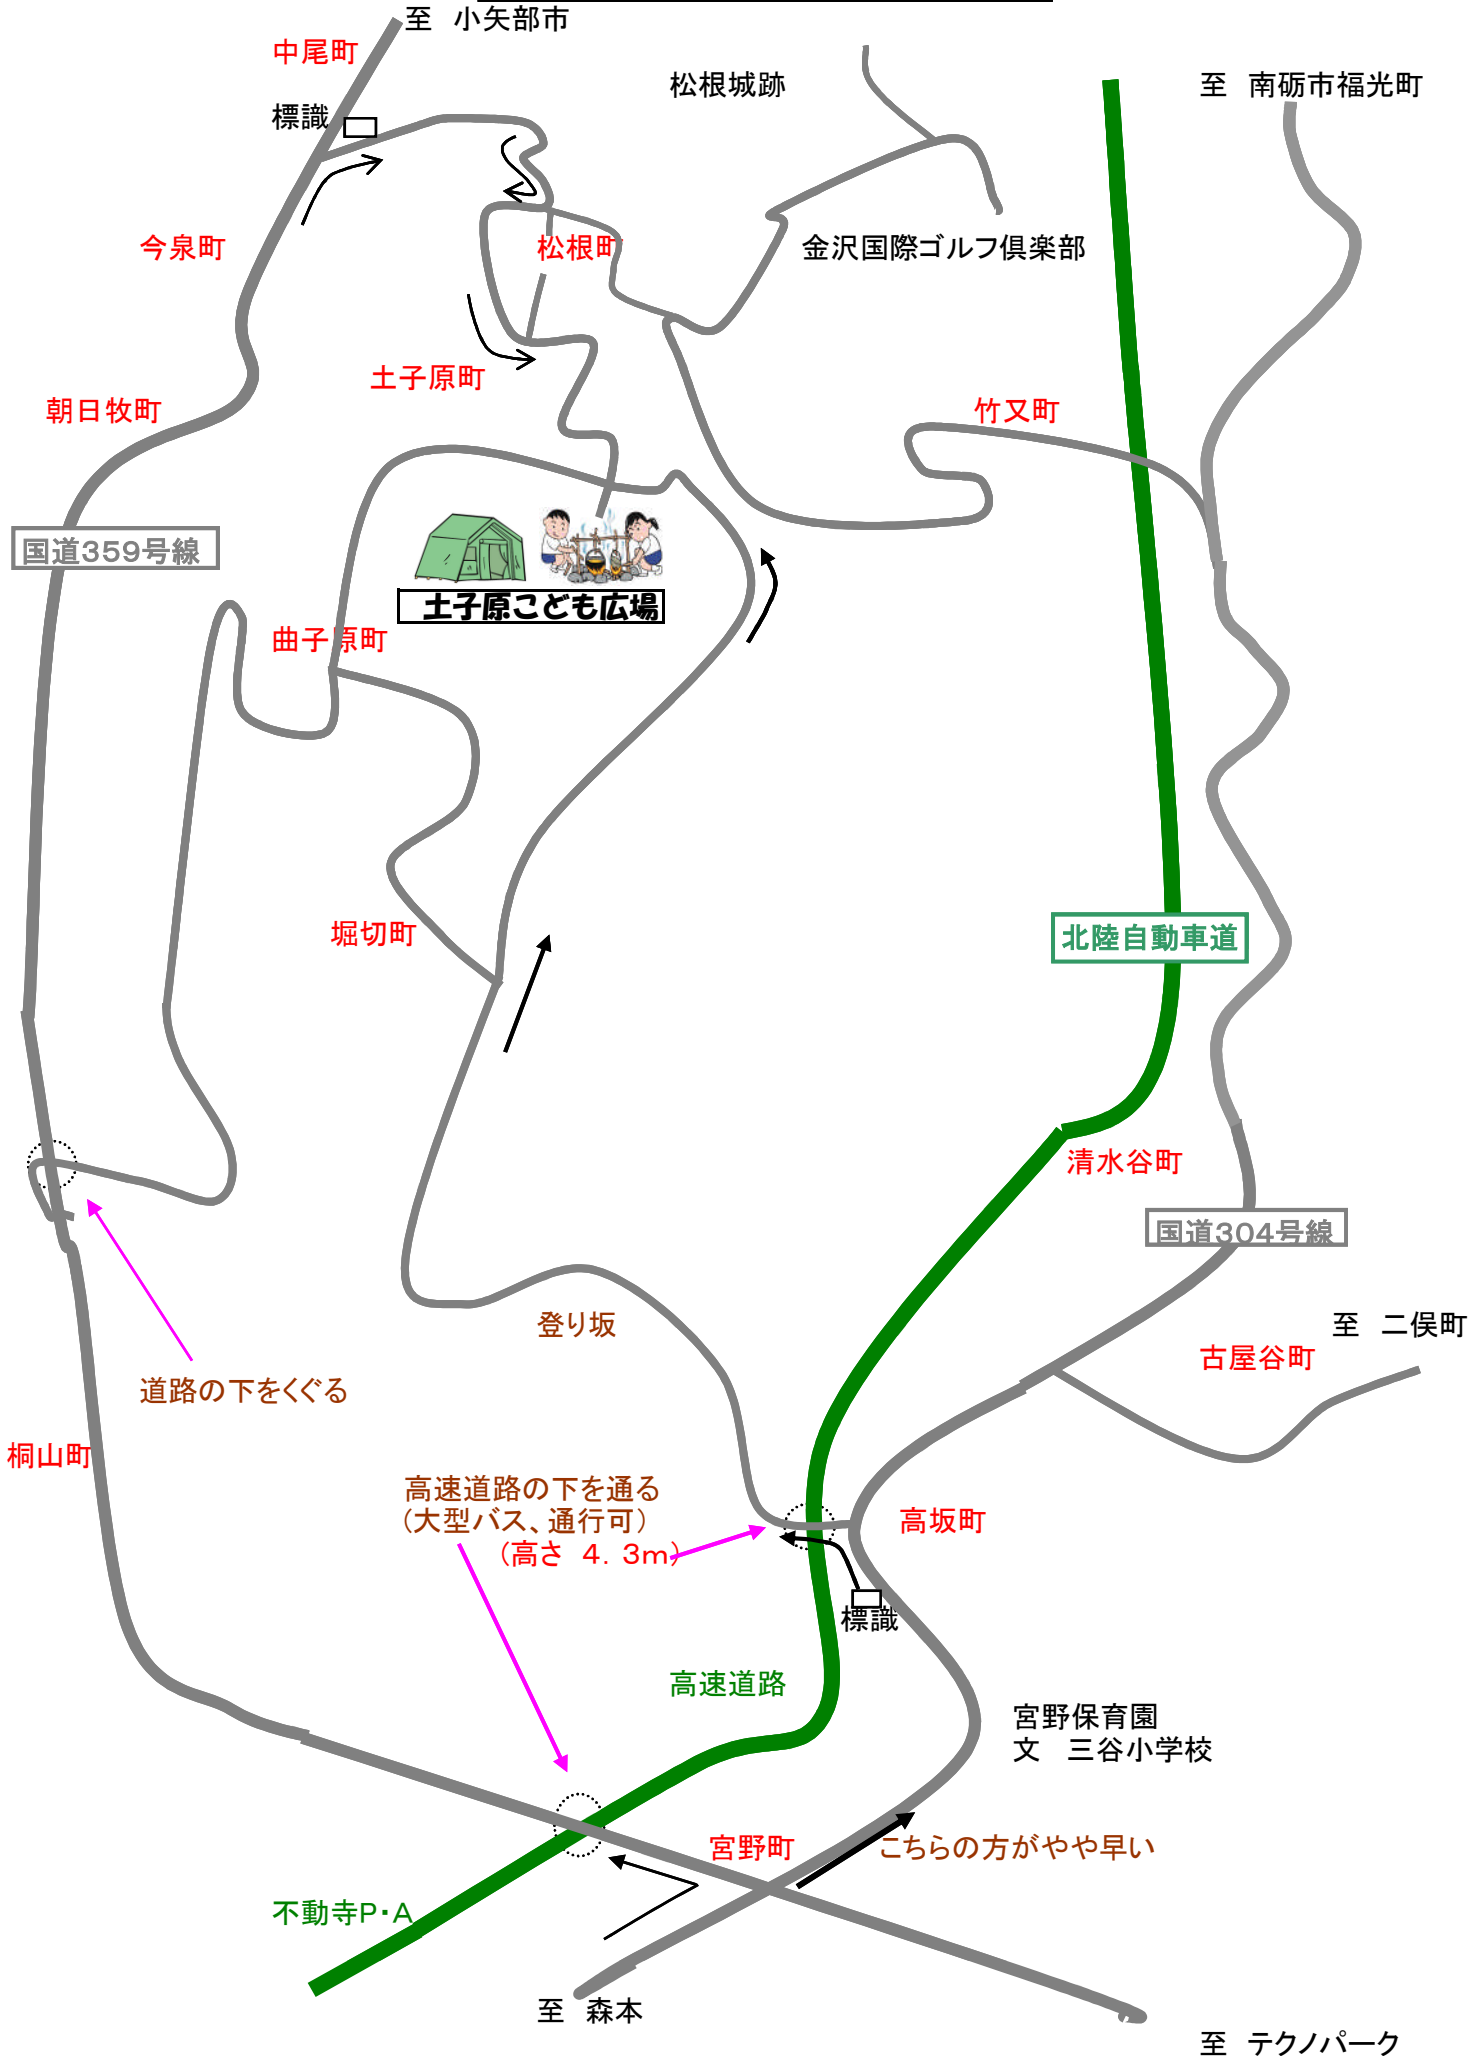 至　小矢部市
中尾町
松根城跡
至　南砺市福光町
標識
今泉町
松根町
金沢国際ゴルフ倶楽部
土子原町
朝日牧町
竹又町
国道359号線
土子原こども広場
曲子原町
堀切町
北陸自動車道
清水谷町
国道304号線
登り坂
至　二俣町
古屋谷町
道路の下をくぐる
桐山町
高速道路の下を通る
（大型バス、通行可）
（高さ　４．３ｍ）
高坂町
標識
高速道路
宮野保育園
文　三谷小学校
宮野町
こちらの方がやや早い
不動寺P・A
至　森本
至　テクノパーク